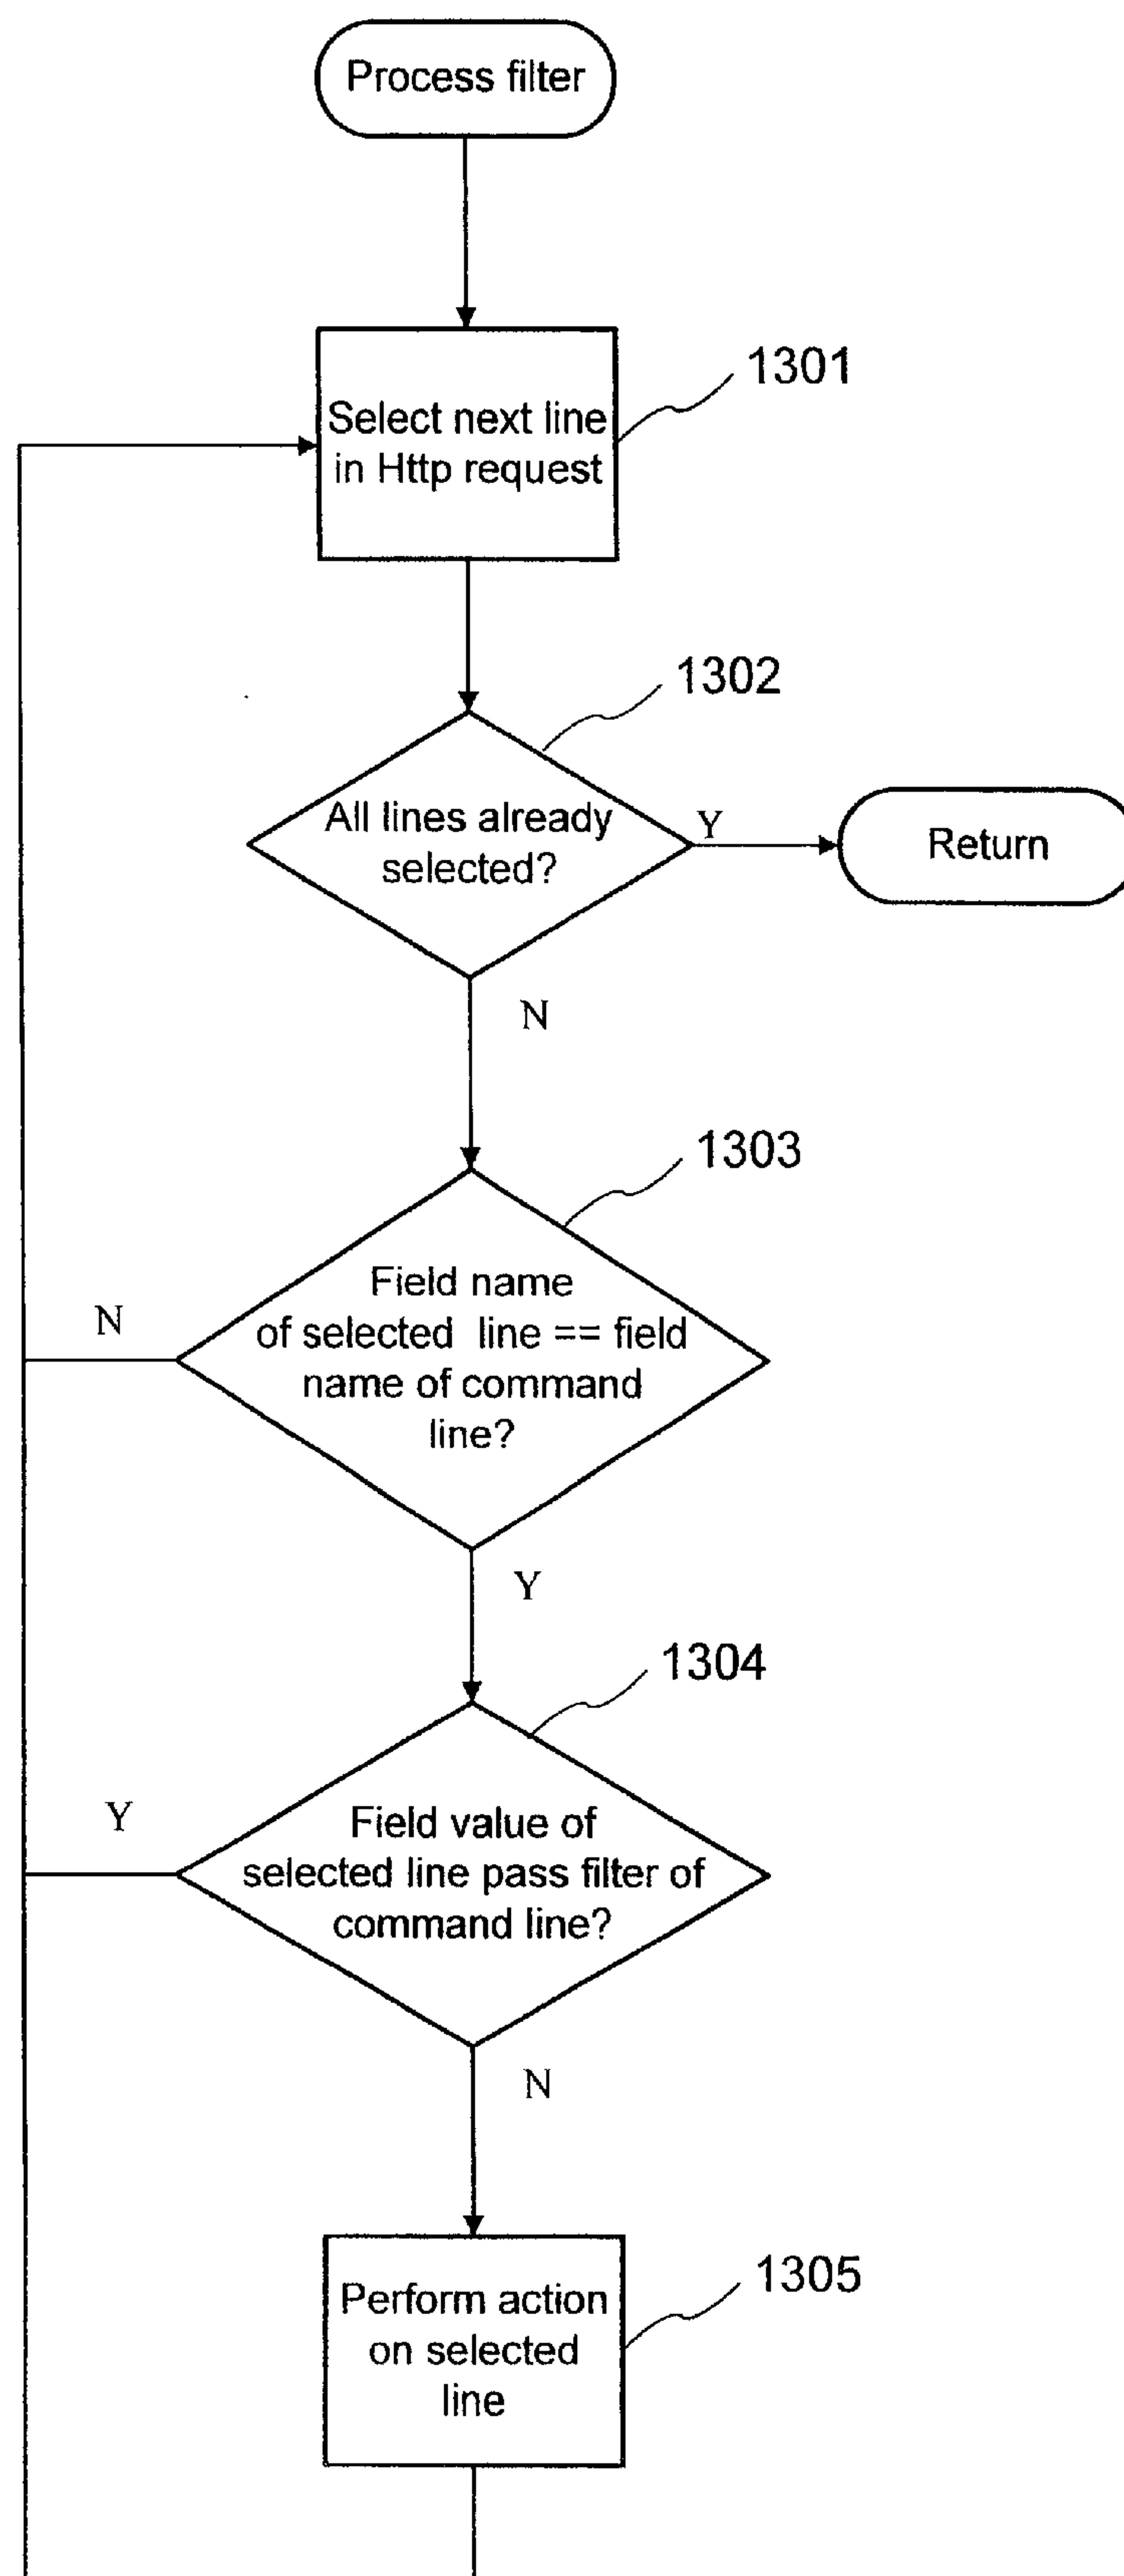 Process filter
1301
Select next line
in Http request
1302
All lines already
selected?
Y
Return
N
1303
Field name
of selected line == field
name of command
line?
N
Y
1304
Field value of
selected line pass filter of
command line?
Y
N
1305
Perform action
on selected
line